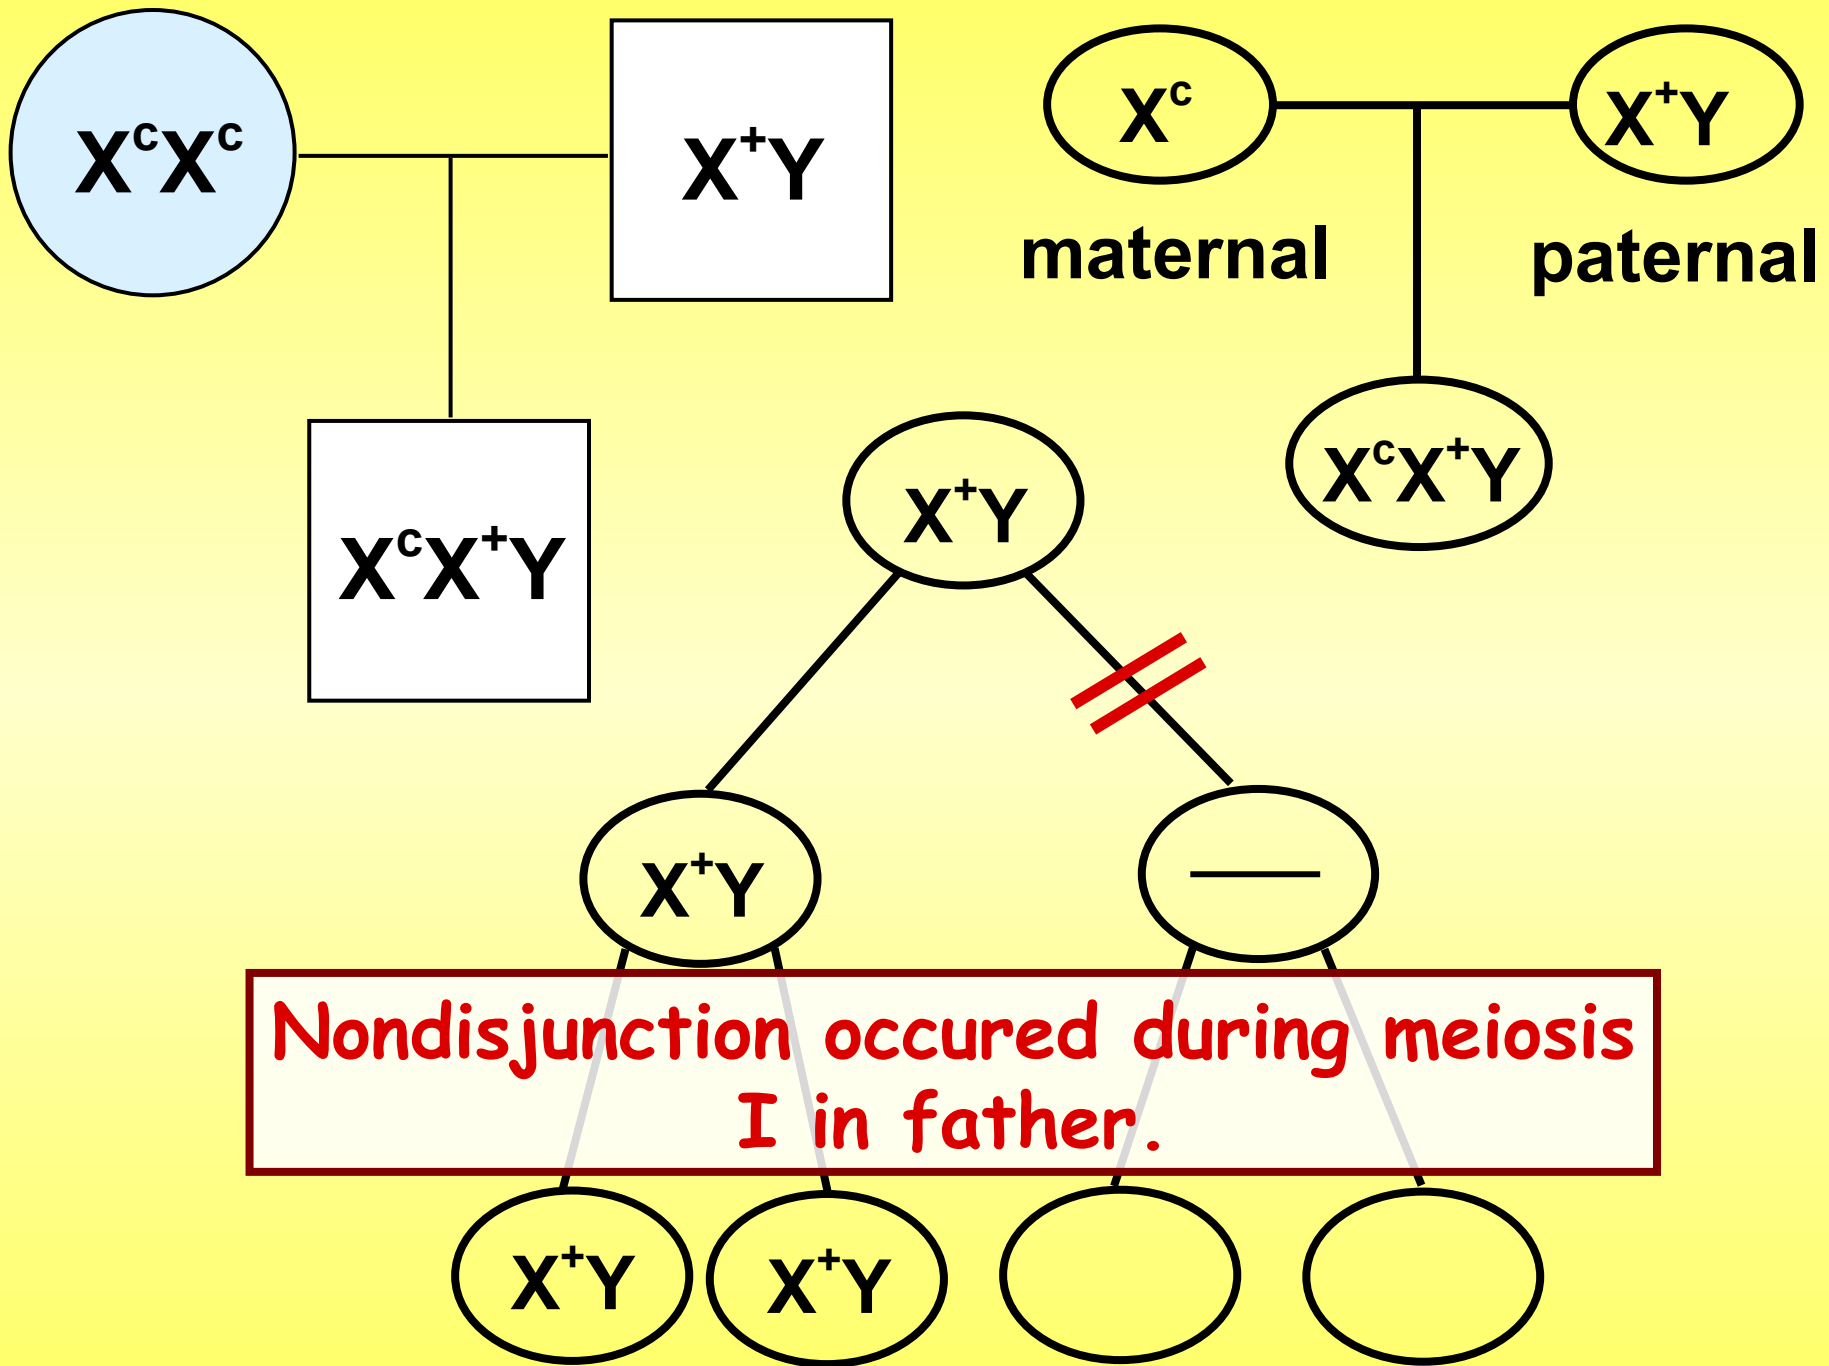 XᶜXᶜ
X⁺Y
Xᶜ
X⁺Y
maternal
paternal
XᶜX⁺Y
X⁺Y
XᶜX⁺Y
X⁺Y
Nondisjunction occured during meiosis
I in father.
X⁺Y
X⁺Y